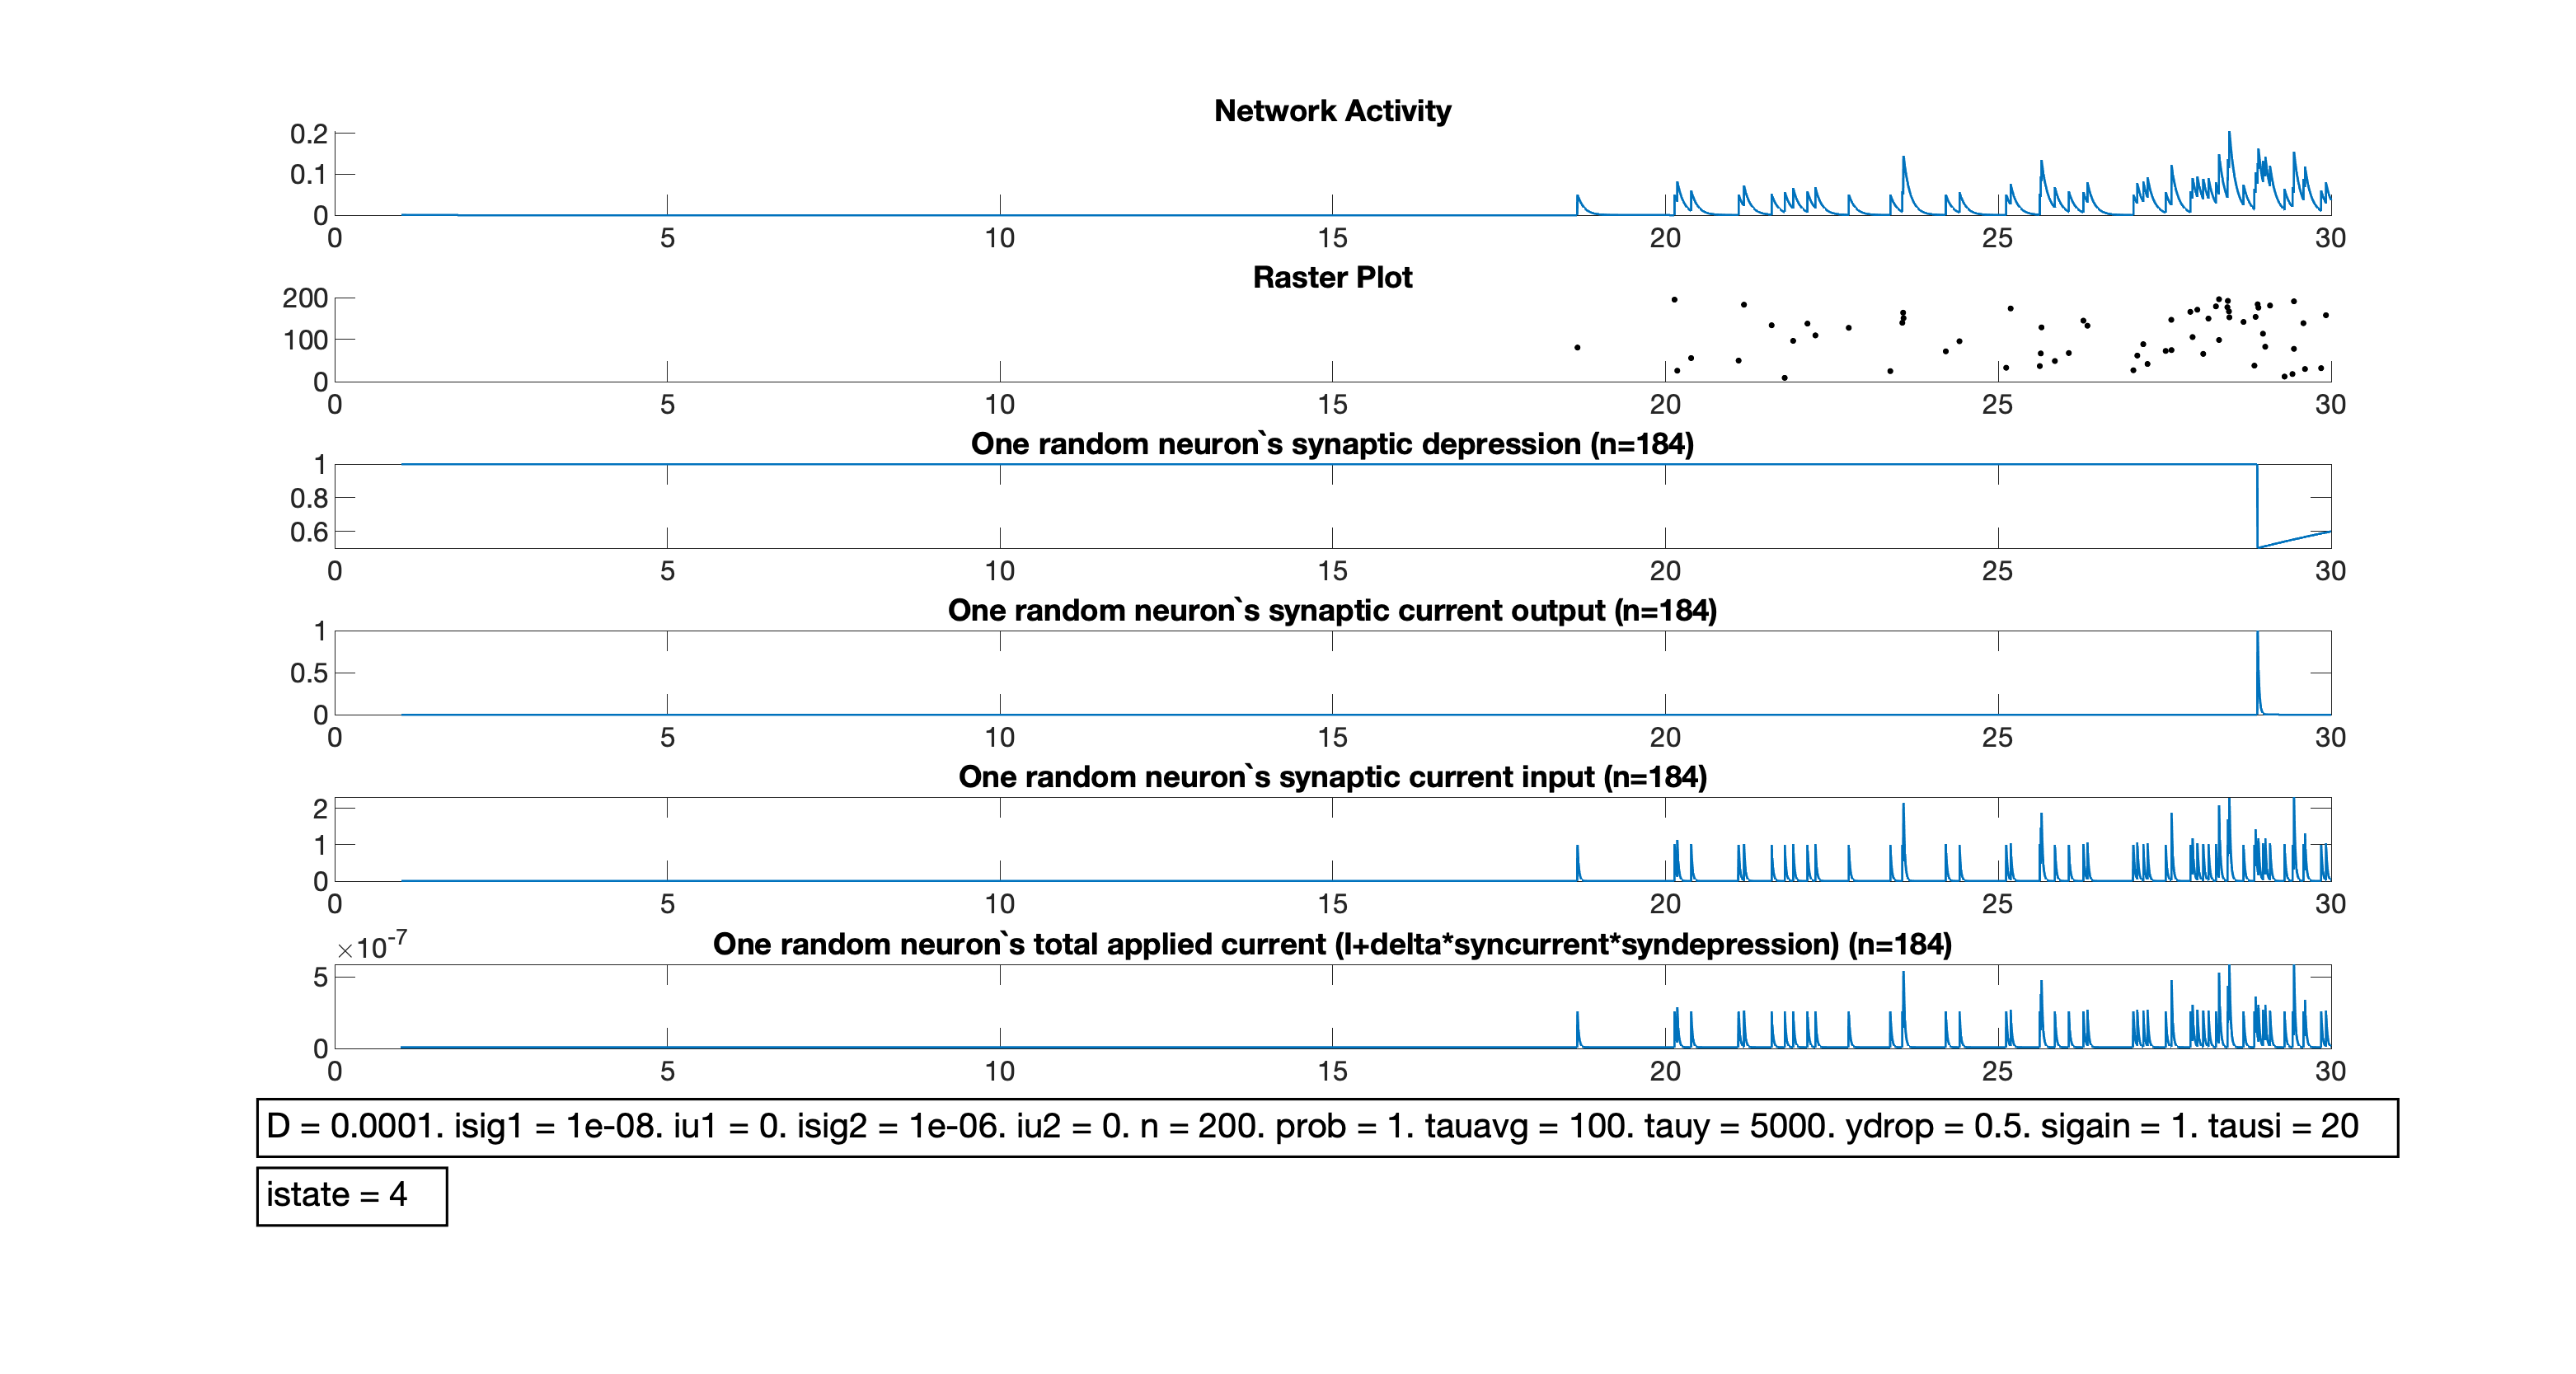 Network Activity
0.2
0.1
0
0 5 10 15 20 25 30
Raster Plot
200
100
0
0 5 10 15 20 25 30
One random neuron`s synaptic depression (n=184)
1
0.8
0.6
0 5 10 15 20 25 30
One random neuron`s synaptic current output (n=184)
1
0.5
0
0 5 10 15 20 25 30
One random neuron`s synaptic current input (n=184)
2
1
0
0 5 10 15 20 25 30
×10-7 One random neuron`s total applied current (I+delta*syncurrent*syndepression) (n=184)
5
0
0 5 10 15 20 25 30
D = 0.0001. isig1 = 1e-08. iu1 = 0. isig2 = 1e-06. iu2 = 0. n = 200. prob = 1. tauavg = 100. tauy = 5000. ydrop = 0.5. sigain = 1. tausi = 20
istate = 4